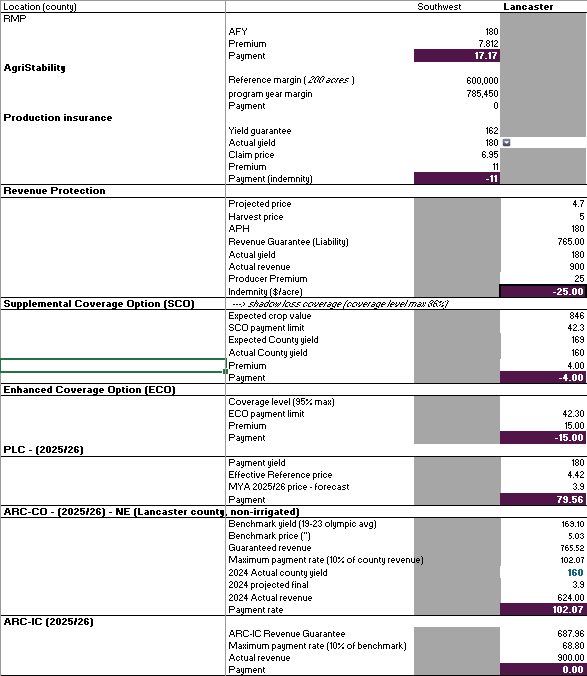 Location (county) Southwest Lancaster
RMP
AFY 180
Premium 7.812
Payment 17.17
AgriStability
Reference margin ( 200 acres ) 600,000
program year margin 785,450
Payment 0
Production insurance
Yield guarantee 162
Actual yield 180
Claim price 6.95
Premium 11
Payment (indemnity) -11
Revenue Protection
Projected price 4.7
Harvest price 5
APH 180
Revenue Guarantee (Liability) 765.00
Actual yield 180
Actual revenue 900
Producer Premium 25
Indemnity ($/acre) -25.00
Supplemental Coverage Option (SCO) ---> shadow loss coverage (coverage level max 86%)
Expected crop value 846
SCO payment limit 42.3
Expected County yield 169
Actual County yield 160
Premium 4.00
Payment -4.00
Enhanced Coverage Option (ECO)
Coverage level (95% max)
ECO payment limit 42.30
Premium 15.00
Payment -15.00
PLC - (2025/26)
Payment yield 180
Effective Reference price 4.42
MYA 2025/26 price - forecast 3.9
Payment 79.56
ARC-CO - (2025/26) - NE (Lancaster county, non-irrigated)
Benchmark yield (19-23 olympic avg) 169.10
Benchmark price (") 5.03
Guaranteed revenue 765.52
Maximum payment rate (10% of county revenue) 102.07
2024 Actual county yield 160
2024 projected final 3.9
2024 Actual revenue 624.00
Payment rate 102.07
ARC-IC (2025/26)
ARC-IC Revenue Guarantee 687.96
Maximum payment rate (10% of benchmark) 68.80
Actual revenue 900.00
Payment 0.00